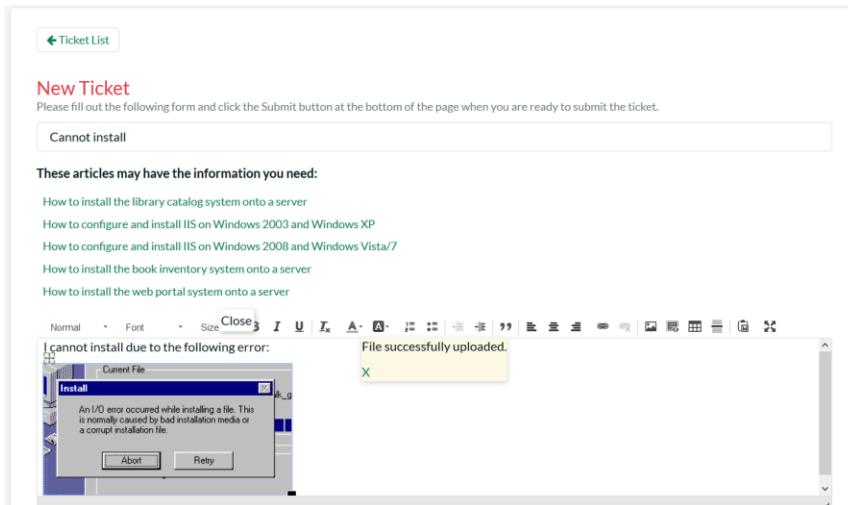 Ticket List
New Ticket
Please fill out the following form and click the Submit button at the bottom of the page when you are ready to submit the ticket.
Cannot install
These articles may have the information you need:
How to install the library catalog system onto a server
How to configure and install IIS on Windows 2003 and Windows XP
How to configure and install IIS on Windows 2008 and Windows Vista/7
How to install the book inventory system onto a server
How to install the web portal system onto a server
Close
Normal Font Size B I U Tx A A
I cannot install due to the following error:
File successfully uploaded.
X
Current File
Install
An I/O error occurred while installing a file. This
is normally caused by bad installation media or
a corrupt installation file.
Abort Retry